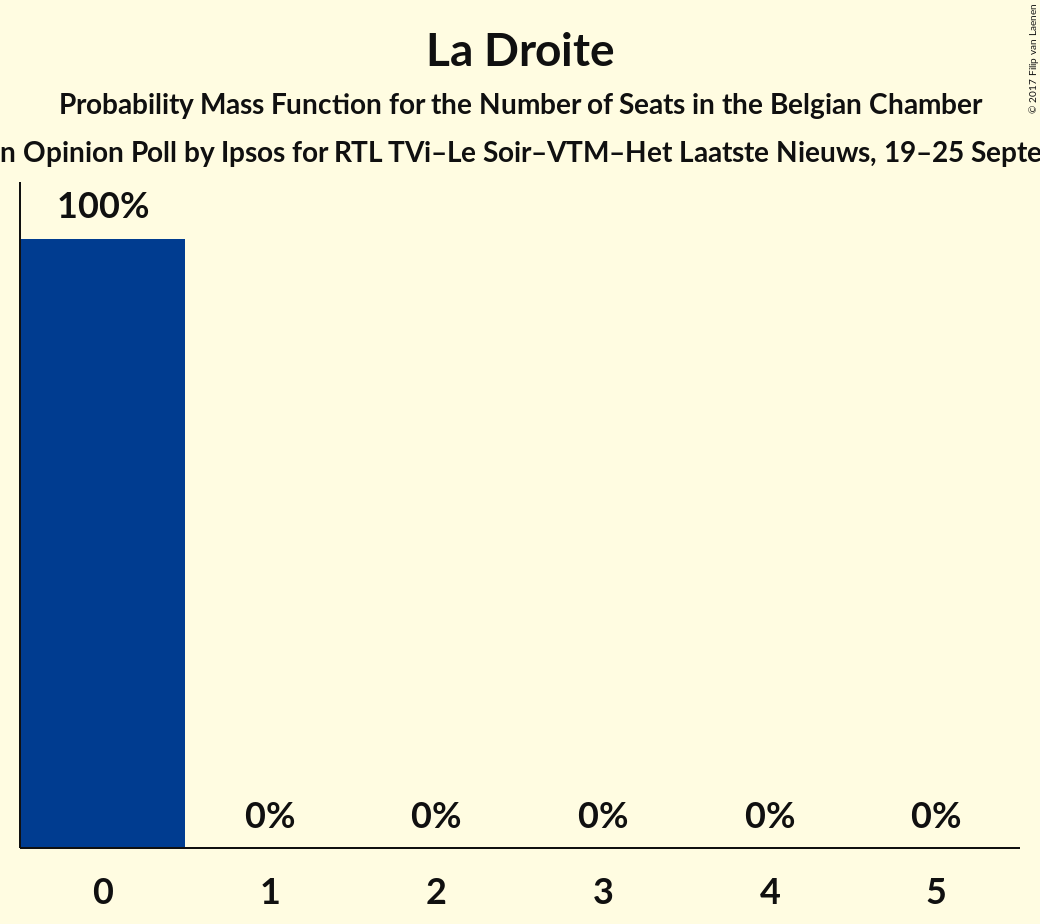 La Droite
Probability Mass Function for the Number of Seats in the Belgian Chamber
n Opinion Poll by Ipsos for RTL TVi–Le Soir–VTM–Het Laatste Nieuws, 19–25 Septe
© 2017 Filip van Laenen
100%
0% 0% 0% 0% 0%
0 1 2 3 4 5